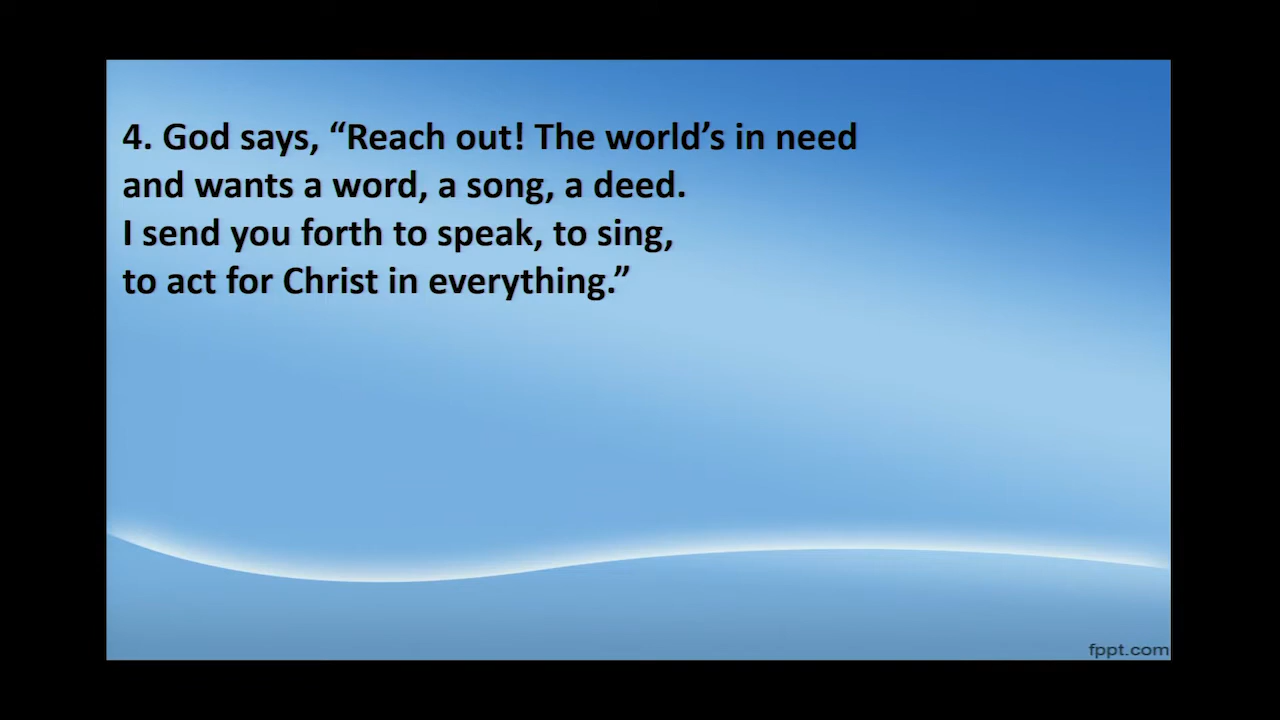 4. God says, “Reach out! The world’s in need
and wants a word, a song, a deed.
I send you forth to speak, to sing,
to act for Christ in everything.”
fppt.com